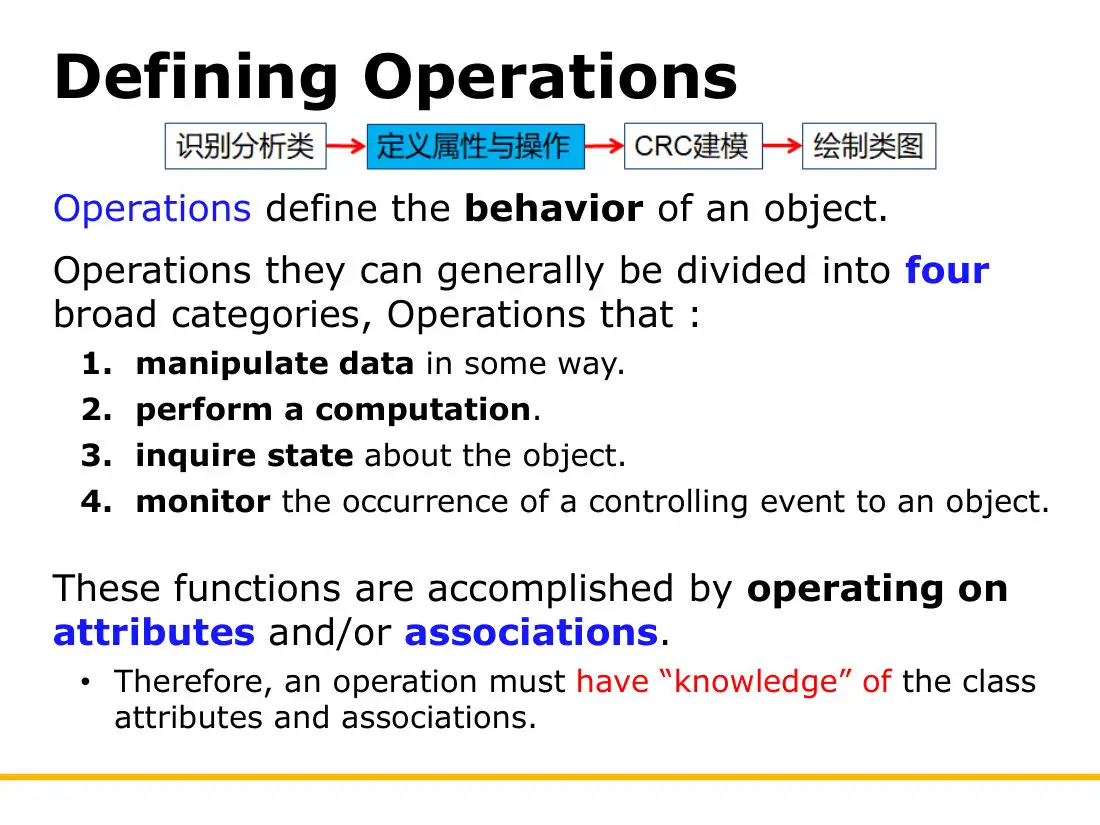 Defining Operations
识别分析类 定义属性与操作 CRC建模 绘制类图
Operations define the behavior of an object.
Operations they can generally be divided into four
broad categories, Operations that :
1. manipulate data in some way.
2. perform a computation.
3. inquire state about the object.
4. monitor the occurrence of a controlling event to an object.
These functions are accomplished by operating on
attributes and/or associations.
• Therefore, an operation must have “knowledge” of the class
attributes and associations.